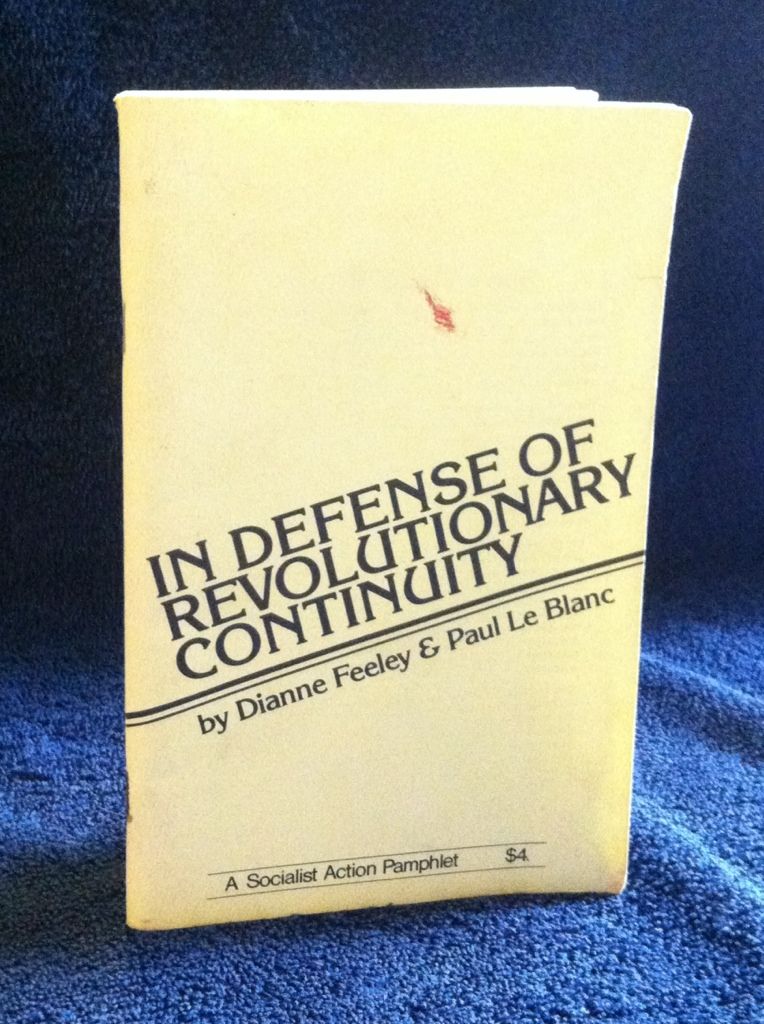 IN DEFENSE OF
REVOLUTIONARY
CONTINUITY
by Dianne Feeley & Paul Le Blanc
A Socialist Action Pamphlet $4